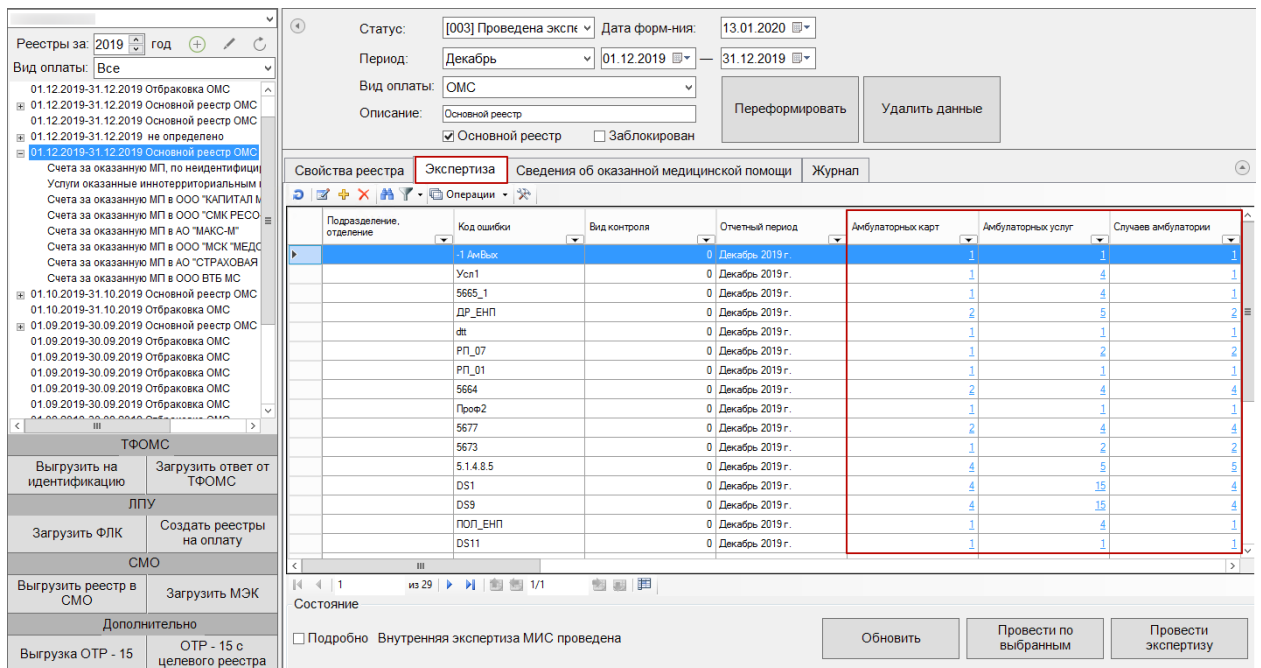 Реестры за: 2019 год
Вид оплаты: Все
01.12.2019-31.12.2019 Отбраковка ОМС
01.12.2019-31.12.2019 Основной реестр ОМС
01.12.2019-31.12.2019 Основной реестр ОМС
01.12.2019-31.12.2019 не определено
01.12.2019-31.12.2019 Основной реестр ОМС
Счета за оказанную МП, по неидентифици
Услуги оказанные иннотерриториальным
Счета за оказанную МП в ООО "КАПИТАЛ М
Счета за оказанную МП в ООО "СМК РЕСО-
Счета за оказанную МП в АО "МАКС-М"
Счета за оказанную МП в ООО "МСК "МЕДС
Счета за оказанную МП в АО "СТРАХОВАЯ
Счета за оказанную МП в ООО ВТБ МС
01.10.2019-31.10.2019 Основной реестр ОМС
01.10.2019-31.10.2019 Отбраковка ОМС
01.09.2019-30.09.2019 Основной реестр ОМС
01.09.2019-30.09.2019 Отбраковка ОМС
01.09.2019-30.09.2019 Отбраковка ОМС
01.09.2019-30.09.2019 Отбраковка ОМС
01.09.2019-30.09.2019 Отбраковка ОМС
01.09.2019-30.09.2019 Отбраковка ОМС
ТФОМС
Выгрузить на идентификацию
Загрузить ответ от ТФОМС
ЛПУ
Загрузить ФЛК
Создать реестры на оплату
СМО
Выгрузить реестр в СМО
Загрузить МЭК
Дополнительно
Выгрузка ОТР - 15
ОТР - 15 с целевого реестра
Статус: [003] Проведена экспе Дата форм-ния: 13.01.2020
Период: Декабрь 01.12.2019 — 31.12.2019
Вид оплаты: ОМС
Описание: Основной реестр
Основной реестр Заблокирован
Переформировать Удалить данные
Свойства реестра Экспертиза Сведения об оказанной медицинской помощи Журнал
Операции
Подразделение, отделение Код ошибки Вид контроля Отчетный период Амбулаторных карт Амбулаторных услуг Случаев амбулатории
-1 АмВых 0 Декабрь 2019 г. 1 1 1
Усл1 0 Декабрь 2019 г. 1 4 1
5665_1 0 Декабрь 2019 г. 1 4 1
ДР_ЕНП 0 Декабрь 2019 г. 2 5 2
dtt 0 Декабрь 2019 г. 1 1 1
РП_07 0 Декабрь 2019 г. 1 2 2
РП_01 0 Декабрь 2019 г. 1 1 1
5664 0 Декабрь 2019 г. 2 4 4
Проф2 0 Декабрь 2019 г. 1 1 1
5677 0 Декабрь 2019 г. 2 4 4
5673 0 Декабрь 2019 г. 1 2 2
5.1.4.8.5 0 Декабрь 2019 г. 4 5 5
DS1 0 Декабрь 2019 г. 4 15 4
DS9 0 Декабрь 2019 г. 4 15 4
ПОЛ_ЕНП 0 Декабрь 2019 г. 1 4 1
DS11 0 Декабрь 2019 г. 1 1 1
1 из 29 1/1
Состояние
Подробно Внутренняя экспертиза МИС проведена
Обновить
Провести по выбранным
Провести экспертизу